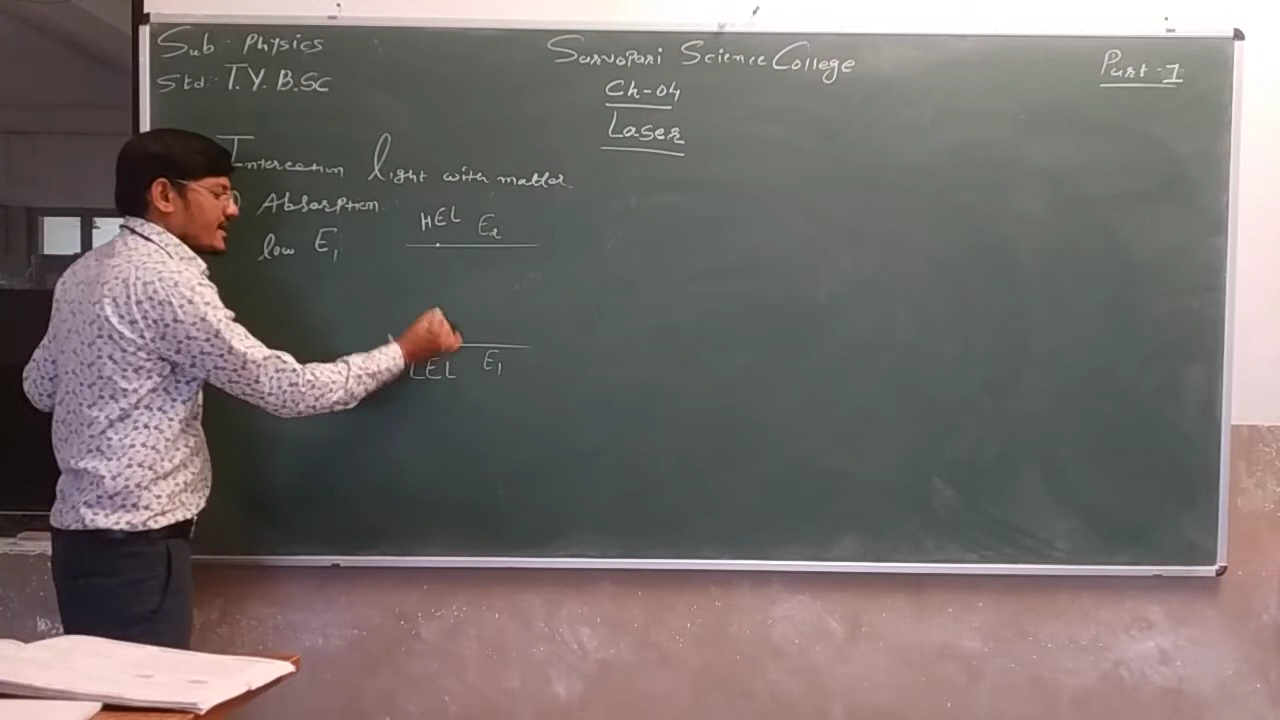 Sub: Physics
Std: T.Y.B.Sc
Sarvopari Science College
Ch-04
Laser
Part-1
Interection light with matter.
Absorption
low E1
HEL E2
LEL E1